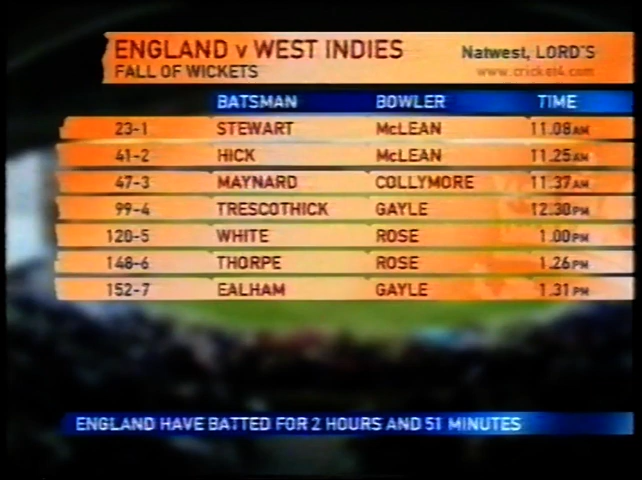 ENGLAND v WEST INDIES
Natwest, LORD'S
FALL OF WICKETS
www.cricket4.com
BATSMAN BOWLER TIME
23-1 STEWART McLEAN 11.08AM
41-2 HICK McLEAN 11.25AM
47-3 MAYNARD COLLYMORE 11.37AM
99-4 TRESCOTHICK GAYLE 12.30PM
120-5 WHITE ROSE 1.00PM
148-6 THORPE ROSE 1.26PM
152-7 EALHAM GAYLE 1.31PM
ENGLAND HAVE BATTED FOR 2 HOURS AND 51 MINUTES